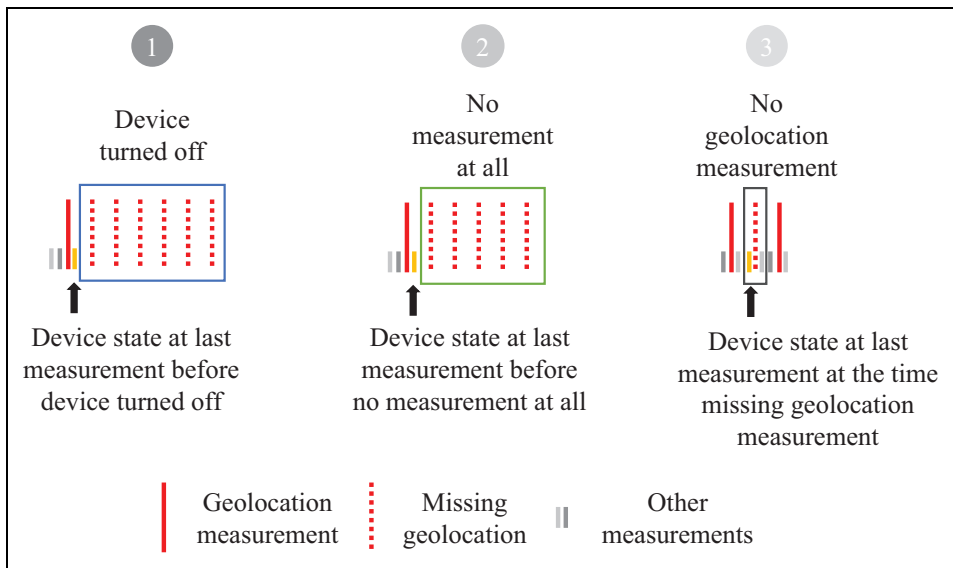 1
Device
turned off
Device state at last
measurement before
device turned off
2
No
measurement
at all
Device state at last
measurement before
no measurement at all
3
No
geolocation
measurement
Device state at last
measurement at the time
missing geolocation
measurement
Geolocation
measurement
Missing
geolocation
Other
measurements